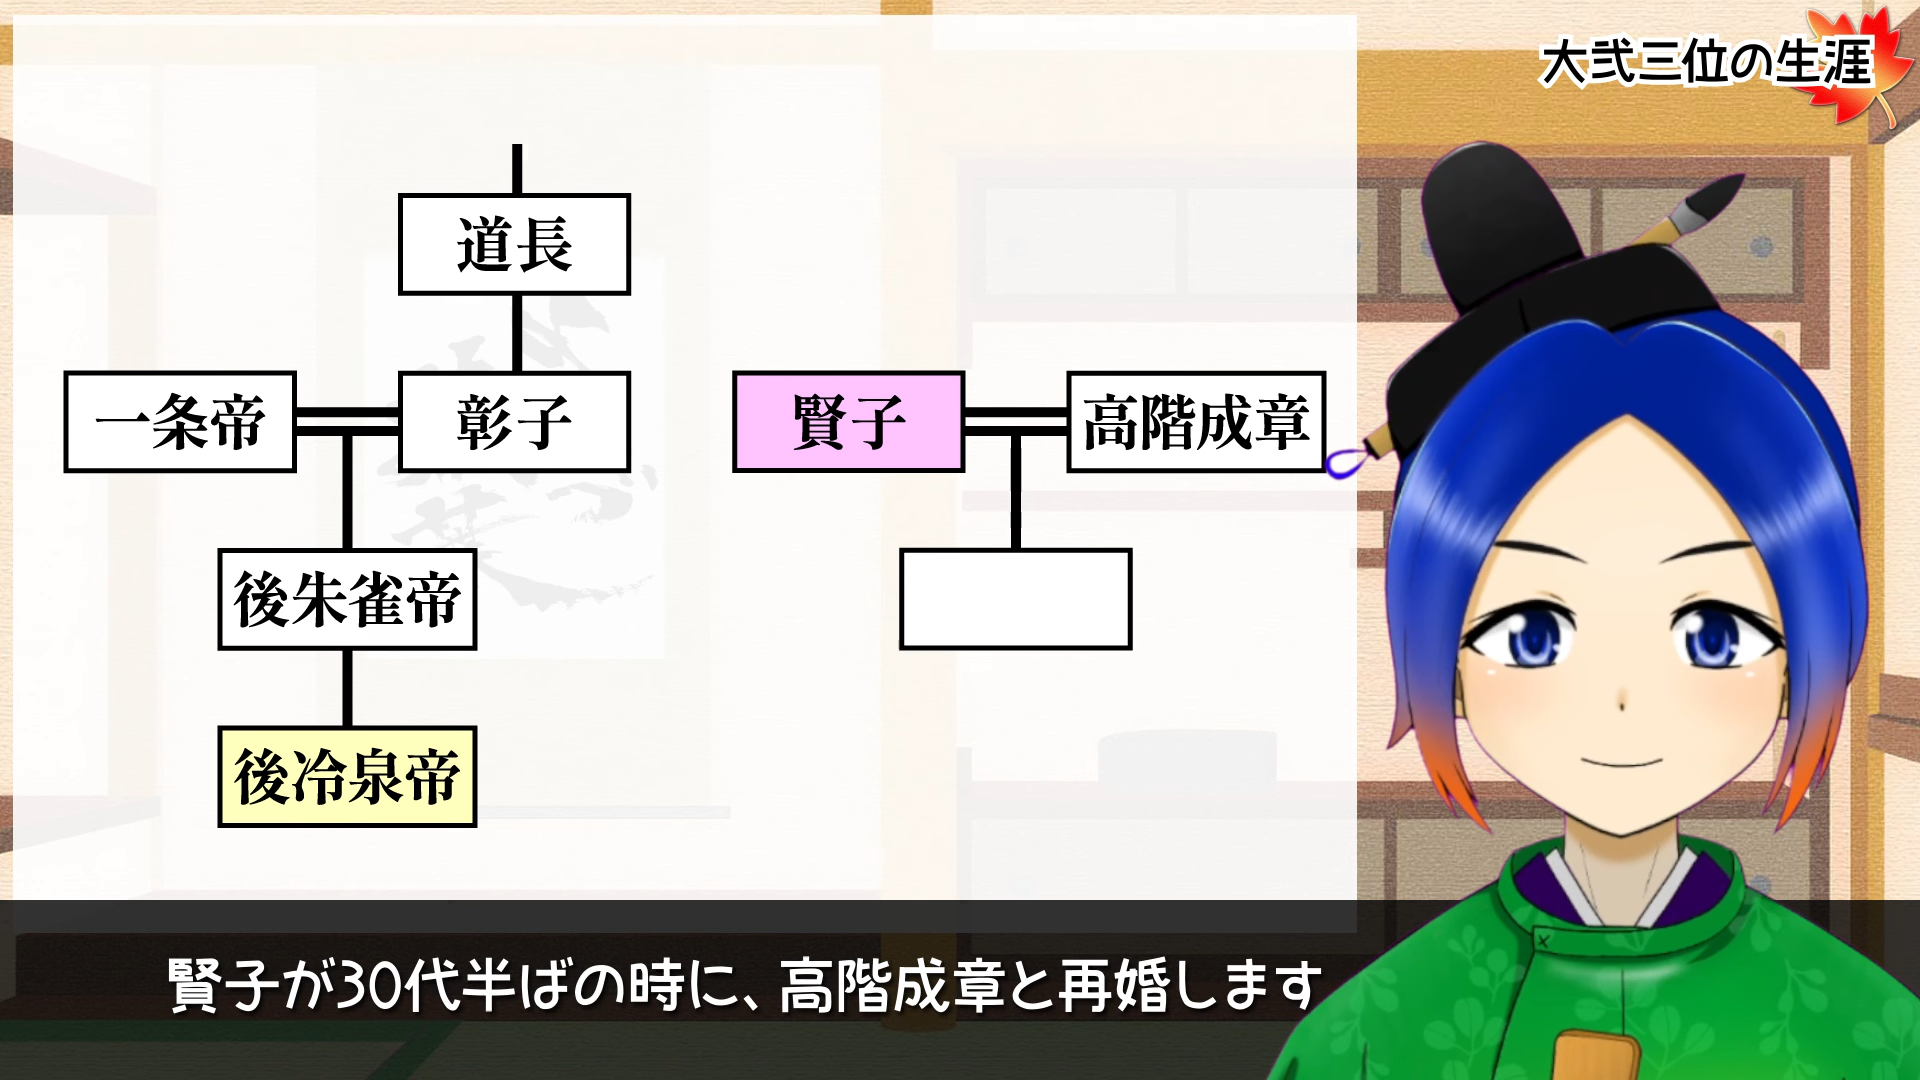 大弐三位の生涯
道長
一条帝
彰子
賢子
高階成章
後朱雀帝
後冷泉帝
賢子が30代半ばの時に、高階成章と再婚します